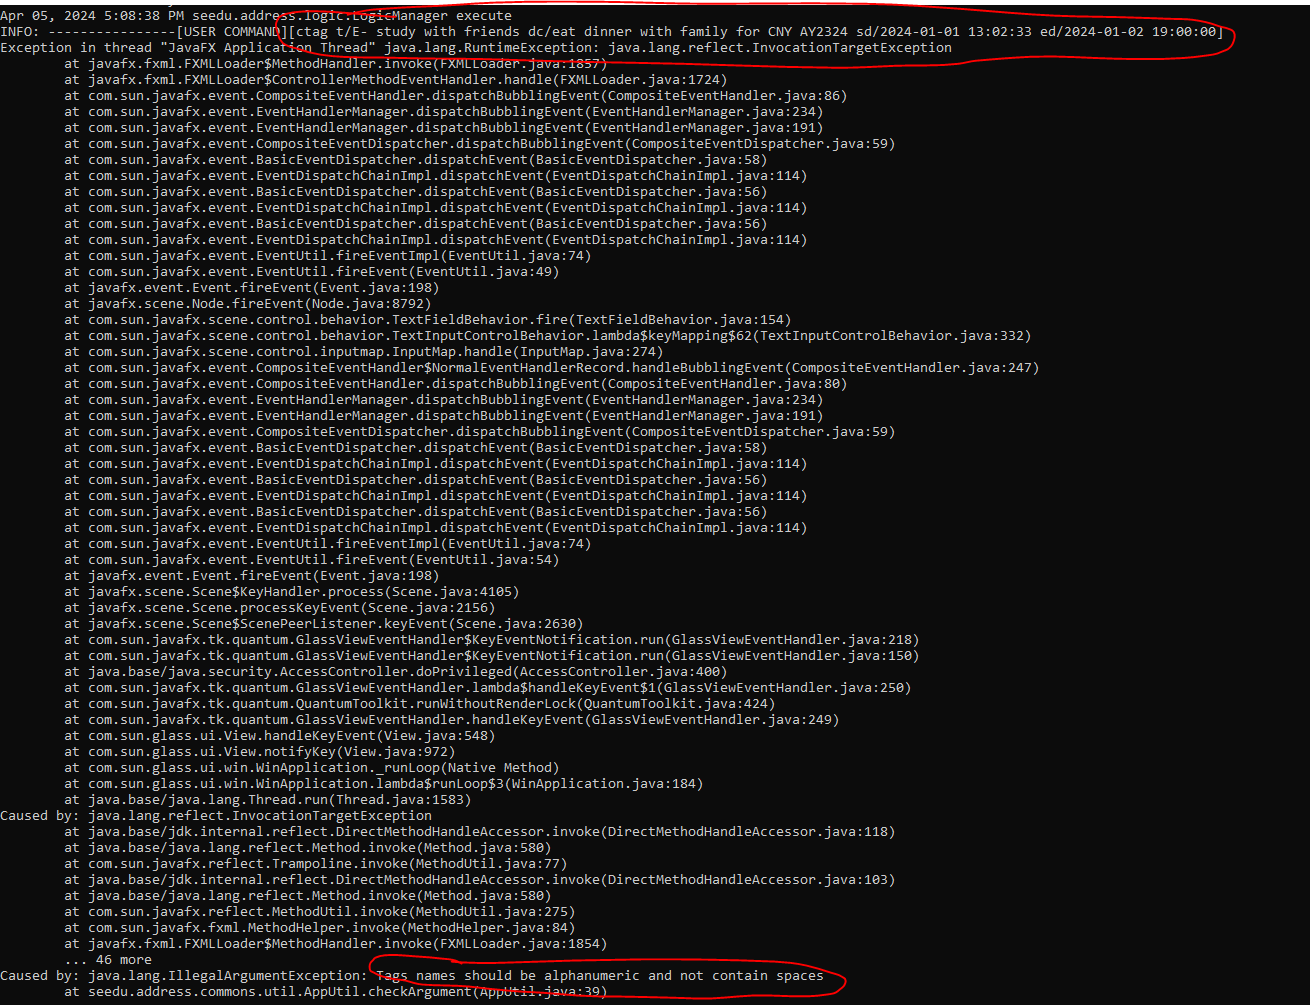 Apr 05, 2024 5:08:38 PM seedu.address.logic.LogicManager execute
INFO: ----------------[USER COMMAND][ctag t/E- study with friends dc/eat dinner with family for CNY AY2324 sd/2024-01-01 13:02:33 ed/2024-01-02 19:00:00]
Exception in thread "JavaFX Application Thread" java.lang.RuntimeException: java.lang.reflect.InvocationTargetException
at javafx.fxml.FXMLLoader$MethodHandler.invoke(FXMLLoader.java:1857)
at javafx.fxml.FXMLLoader$ControllerMethodEventHandler.handle(FXMLLoader.java:1724)
at com.sun.javafx.event.CompositeEventHandler.dispatchBubblingEvent(CompositeEventHandler.java:86)
at com.sun.javafx.event.EventHandlerManager.dispatchBubblingEvent(EventHandlerManager.java:234)
at com.sun.javafx.event.EventHandlerManager.dispatchBubblingEvent(EventHandlerManager.java:191)
at com.sun.javafx.event.CompositeEventDispatcher.dispatchBubblingEvent(CompositeEventDispatcher.java:59)
at com.sun.javafx.event.BasicEventDispatcher.dispatchEvent(BasicEventDispatcher.java:58)
at com.sun.javafx.event.EventDispatchChainImpl.dispatchEvent(EventDispatchChainImpl.java:114)
at com.sun.javafx.event.BasicEventDispatcher.dispatchEvent(BasicEventDispatcher.java:56)
at com.sun.javafx.event.EventDispatchChainImpl.dispatchEvent(EventDispatchChainImpl.java:114)
at com.sun.javafx.event.BasicEventDispatcher.dispatchEvent(BasicEventDispatcher.java:56)
at com.sun.javafx.event.EventDispatchChainImpl.dispatchEvent(EventDispatchChainImpl.java:114)
at com.sun.javafx.event.EventUtil.fireEventImpl(EventUtil.java:74)
at com.sun.javafx.event.EventUtil.fireEvent(EventUtil.java:49)
at javafx.event.Event.fireEvent(Event.java:198)
at javafx.scene.Node.fireEvent(Node.java:8792)
at com.sun.javafx.scene.control.behavior.TextFieldBehavior.fire(TextFieldBehavior.java:154)
at com.sun.javafx.scene.control.behavior.TextInputControlBehavior.lambda$keyMapping$62(TextInputControlBehavior.java:332)
at com.sun.javafx.scene.control.inputmap.InputMap.handle(InputMap.java:274)
at com.sun.javafx.event.CompositeEventHandler$NormalEventHandlerRecord.handleBubblingEvent(CompositeEventHandler.java:247)
at com.sun.javafx.event.CompositeEventHandler.dispatchBubblingEvent(CompositeEventHandler.java:80)
at com.sun.javafx.event.EventHandlerManager.dispatchBubblingEvent(EventHandlerManager.java:234)
at com.sun.javafx.event.EventHandlerManager.dispatchBubblingEvent(EventHandlerManager.java:191)
at com.sun.javafx.event.CompositeEventDispatcher.dispatchBubblingEvent(CompositeEventDispatcher.java:59)
at com.sun.javafx.event.BasicEventDispatcher.dispatchEvent(BasicEventDispatcher.java:58)
at com.sun.javafx.event.EventDispatchChainImpl.dispatchEvent(EventDispatchChainImpl.java:114)
at com.sun.javafx.event.BasicEventDispatcher.dispatchEvent(BasicEventDispatcher.java:56)
at com.sun.javafx.event.EventDispatchChainImpl.dispatchEvent(EventDispatchChainImpl.java:114)
at com.sun.javafx.event.BasicEventDispatcher.dispatchEvent(BasicEventDispatcher.java:56)
at com.sun.javafx.event.EventDispatchChainImpl.dispatchEvent(EventDispatchChainImpl.java:114)
at com.sun.javafx.event.EventUtil.fireEventImpl(EventUtil.java:74)
at com.sun.javafx.event.EventUtil.fireEvent(EventUtil.java:54)
at javafx.event.Event.fireEvent(Event.java:198)
at javafx.scene.Scene$KeyHandler.process(Scene.java:4105)
at javafx.scene.Scene.processKeyEvent(Scene.java:2156)
at javafx.scene.Scene$ScenePeerListener.keyEvent(Scene.java:2630)
at com.sun.javafx.tk.quantum.GlassViewEventHandler$KeyEventNotification.run(GlassViewEventHandler.java:218)
at com.sun.javafx.tk.quantum.GlassViewEventHandler$KeyEventNotification.run(GlassViewEventHandler.java:150)
at java.base/java.security.AccessController.doPrivileged(AccessController.java:400)
at com.sun.javafx.tk.quantum.GlassViewEventHandler.lambda$handleKeyEvent$1(GlassViewEventHandler.java:250)
at com.sun.javafx.tk.quantum.QuantumToolkit.runWithoutRenderLock(QuantumToolkit.java:424)
at com.sun.javafx.tk.quantum.GlassViewEventHandler.handleKeyEvent(GlassViewEventHandler.java:249)
at com.sun.glass.ui.View.handleKeyEvent(View.java:548)
at com.sun.glass.ui.View.notifyKey(View.java:972)
at com.sun.glass.ui.win.WinApplication._runLoop(Native Method)
at com.sun.glass.ui.win.WinApplication.lambda$runLoop$3(WinApplication.java:184)
at java.base/java.lang.Thread.run(Thread.java:1583)
Caused by: java.lang.reflect.InvocationTargetException
at java.base/jdk.internal.reflect.DirectMethodHandleAccessor.invoke(DirectMethodHandleAccessor.java:118)
at java.base/java.lang.reflect.Method.invoke(Method.java:580)
at com.sun.javafx.reflect.Trampoline.invoke(MethodUtil.java:77)
at java.base/jdk.internal.reflect.DirectMethodHandleAccessor.invoke(DirectMethodHandleAccessor.java:103)
at java.base/java.lang.reflect.Method.invoke(Method.java:580)
at com.sun.javafx.reflect.MethodUtil.invoke(MethodUtil.java:275)
at com.sun.javafx.fxml.MethodHelper.invoke(MethodHelper.java:84)
at javafx.fxml.FXMLLoader$MethodHandler.invoke(FXMLLoader.java:1854)
... 46 more
Caused by: java.lang.IllegalArgumentException: Tags names should be alphanumeric and not contain spaces
at seedu.address.commons.util.AppUtil.checkArgument(AppUtil.java:39)